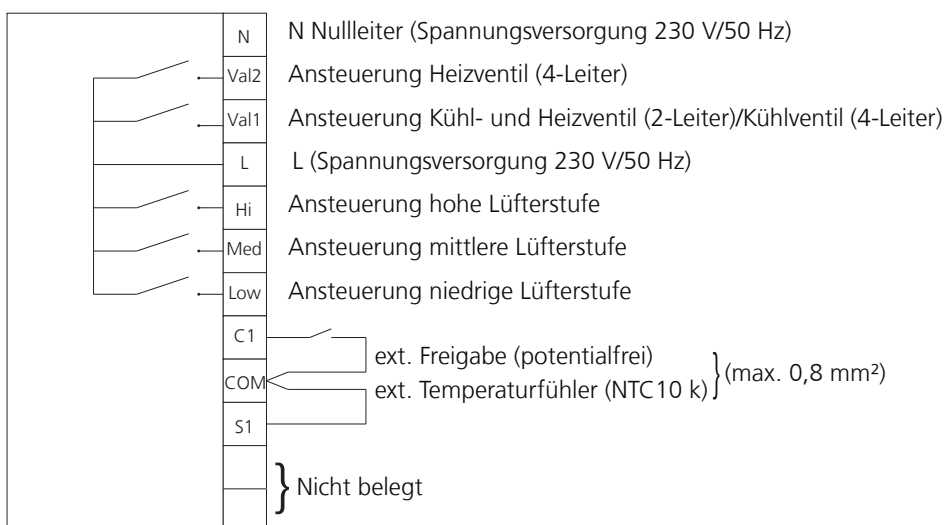 N N Nullleiter (Spannungsversorgung 230 V/50 Hz)
Val2 Ansteuerung Heizventil (4-Leiter)
Val1 Ansteuerung Kühl- und Heizventil (2-Leiter)/Kühlventil (4-Leiter)
L L (Spannungsversorgung 230 V/50 Hz)
Hi Ansteuerung hohe Lüfterstufe
Med Ansteuerung mittlere Lüfterstufe
Low Ansteuerung niedrige Lüfterstufe
C1
ext. Freigabe (potentialfrei)
COM } (max. 0,8 mm²)
ext. Temperaturfühler (NTC10 k)
S1
} Nicht belegt